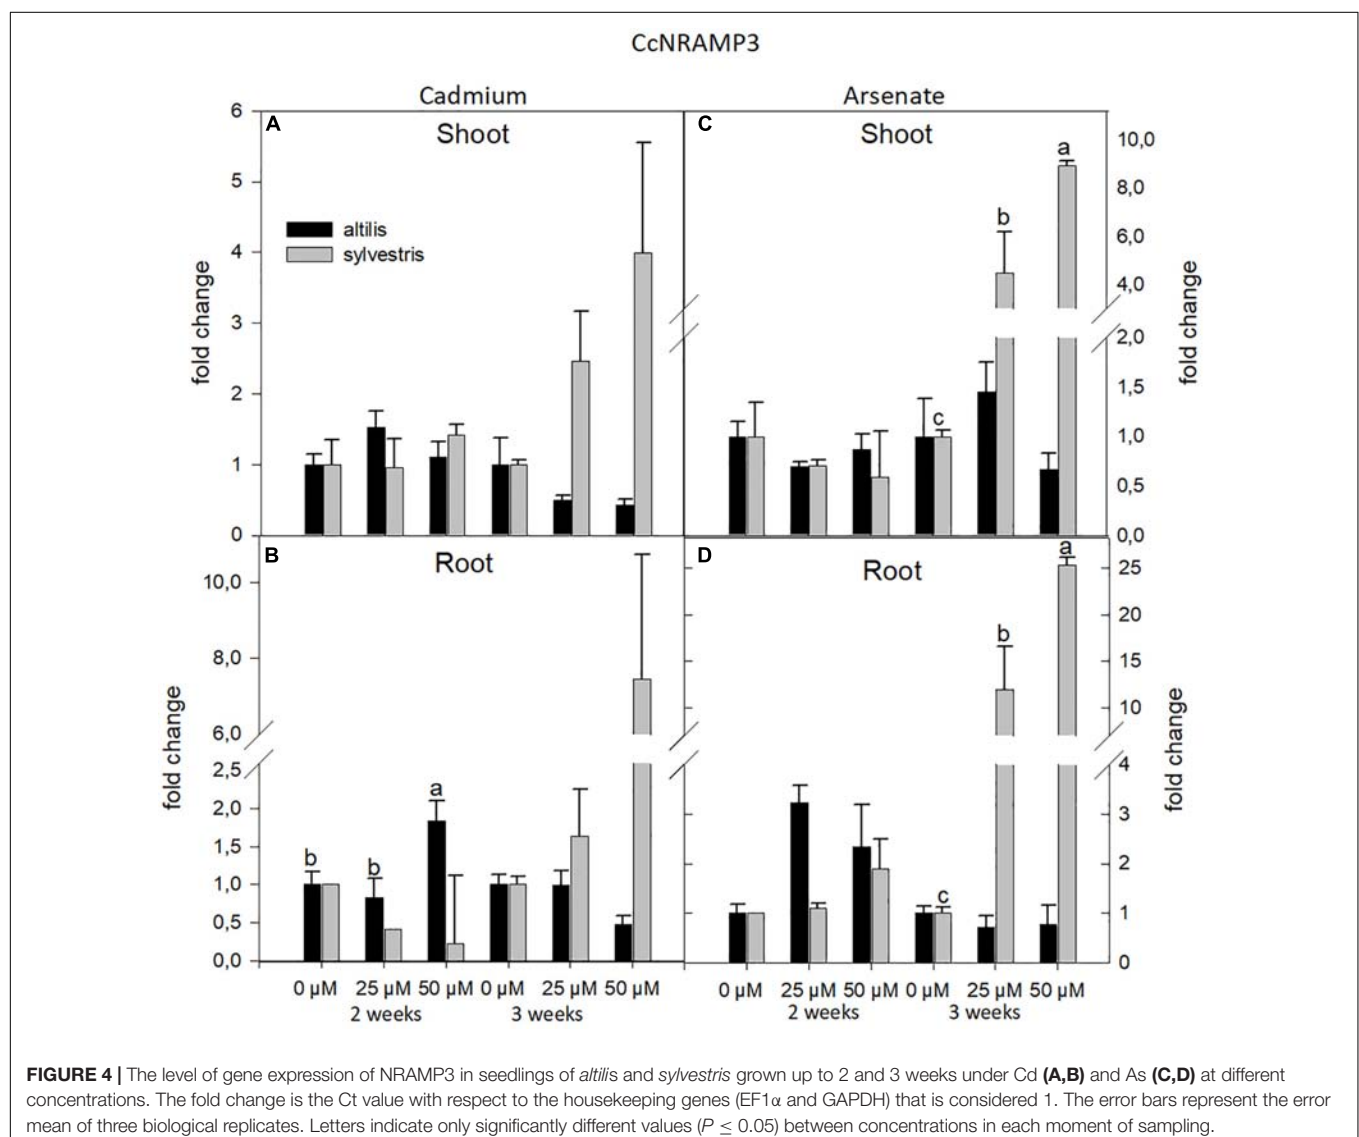 CcNRAMP3
Cadmium
Arsenate
A
Shoot
6
5
4
3
2
1
0
fold change
altilis
sylvestris
C
Shoot
10,0
8,0
6,0
4,0
2,0
1,5
1,0
0,5
0,0
fold change
c
b
a
B
Root
10,0
8,0
6,0
2,5
2,0
1,5
1,0
0,5
0,0
fold change
b
b
a
D
Root
25
20
15
10
4
3
2
1
0
fold change
c
b
a
0 µM 25 µM 50 µM 0 µM 25 µM 50 µM
2 weeks 3 weeks
0 µM 25 µM 50 µM 0 µM 25 µM 50 µM
2 weeks 3 weeks
FIGURE 4 | The level of gene expression of NRAMP3 in seedlings of altilis and sylvestris grown up to 2 and 3 weeks under Cd (A,B) and As (C,D) at different
concentrations. The fold change is the Ct value with respect to the housekeeping genes (EF1α and GAPDH) that is considered 1. The error bars represent the error
mean of three biological replicates. Letters indicate only significantly different values (P ≤ 0.05) between concentrations in each moment of sampling.